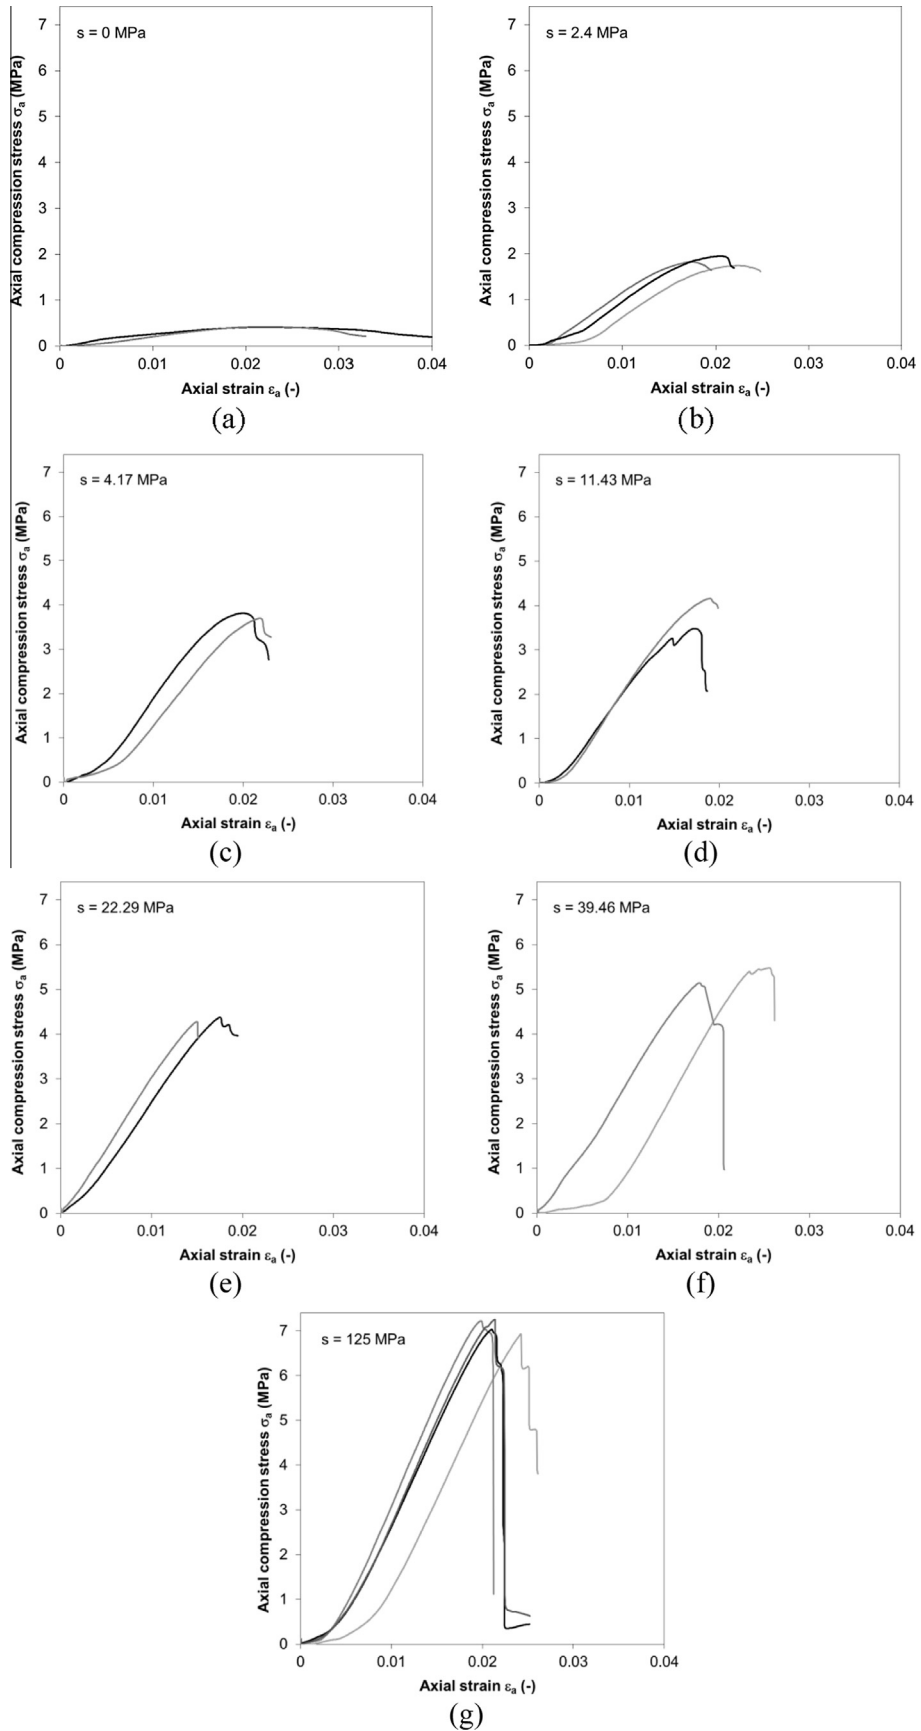 s = 0 MPa
Axial compression stress σa (MPa)
7
6
5
4
3
2
1
0
0 0.01 0.02 0.03 0.04
Axial strain εa (-)
(a)
s = 2.4 MPa
Axial compression stress σa (MPa)
7
6
5
4
3
2
1
0
0 0.01 0.02 0.03 0.04
Axial strain εa (-)
(b)
s = 4.17 MPa
Axial compression stress σa (MPa)
7
6
5
4
3
2
1
0
0 0.01 0.02 0.03 0.04
Axial strain εa (-)
(c)
s = 11.43 MPa
Axial compression stress σa (MPa)
7
6
5
4
3
2
1
0
0 0.01 0.02 0.03 0.04
Axial strain εa (-)
(d)
s = 22.29 MPa
Axial compression stress σa (MPa)
7
6
5
4
3
2
1
0
0 0.01 0.02 0.03 0.04
Axial strain εa (-)
(e)
s = 39.46 MPa
Axial compression stress σa (MPa)
7
6
5
4
3
2
1
0
0 0.01 0.02 0.03 0.04
Axial strain εa (-)
(f)
s = 125 MPa
Axial compression stress σa (MPa)
7
6
5
4
3
2
1
0
0 0.01 0.02 0.03 0.04
Axial strain εa (-)
(g)